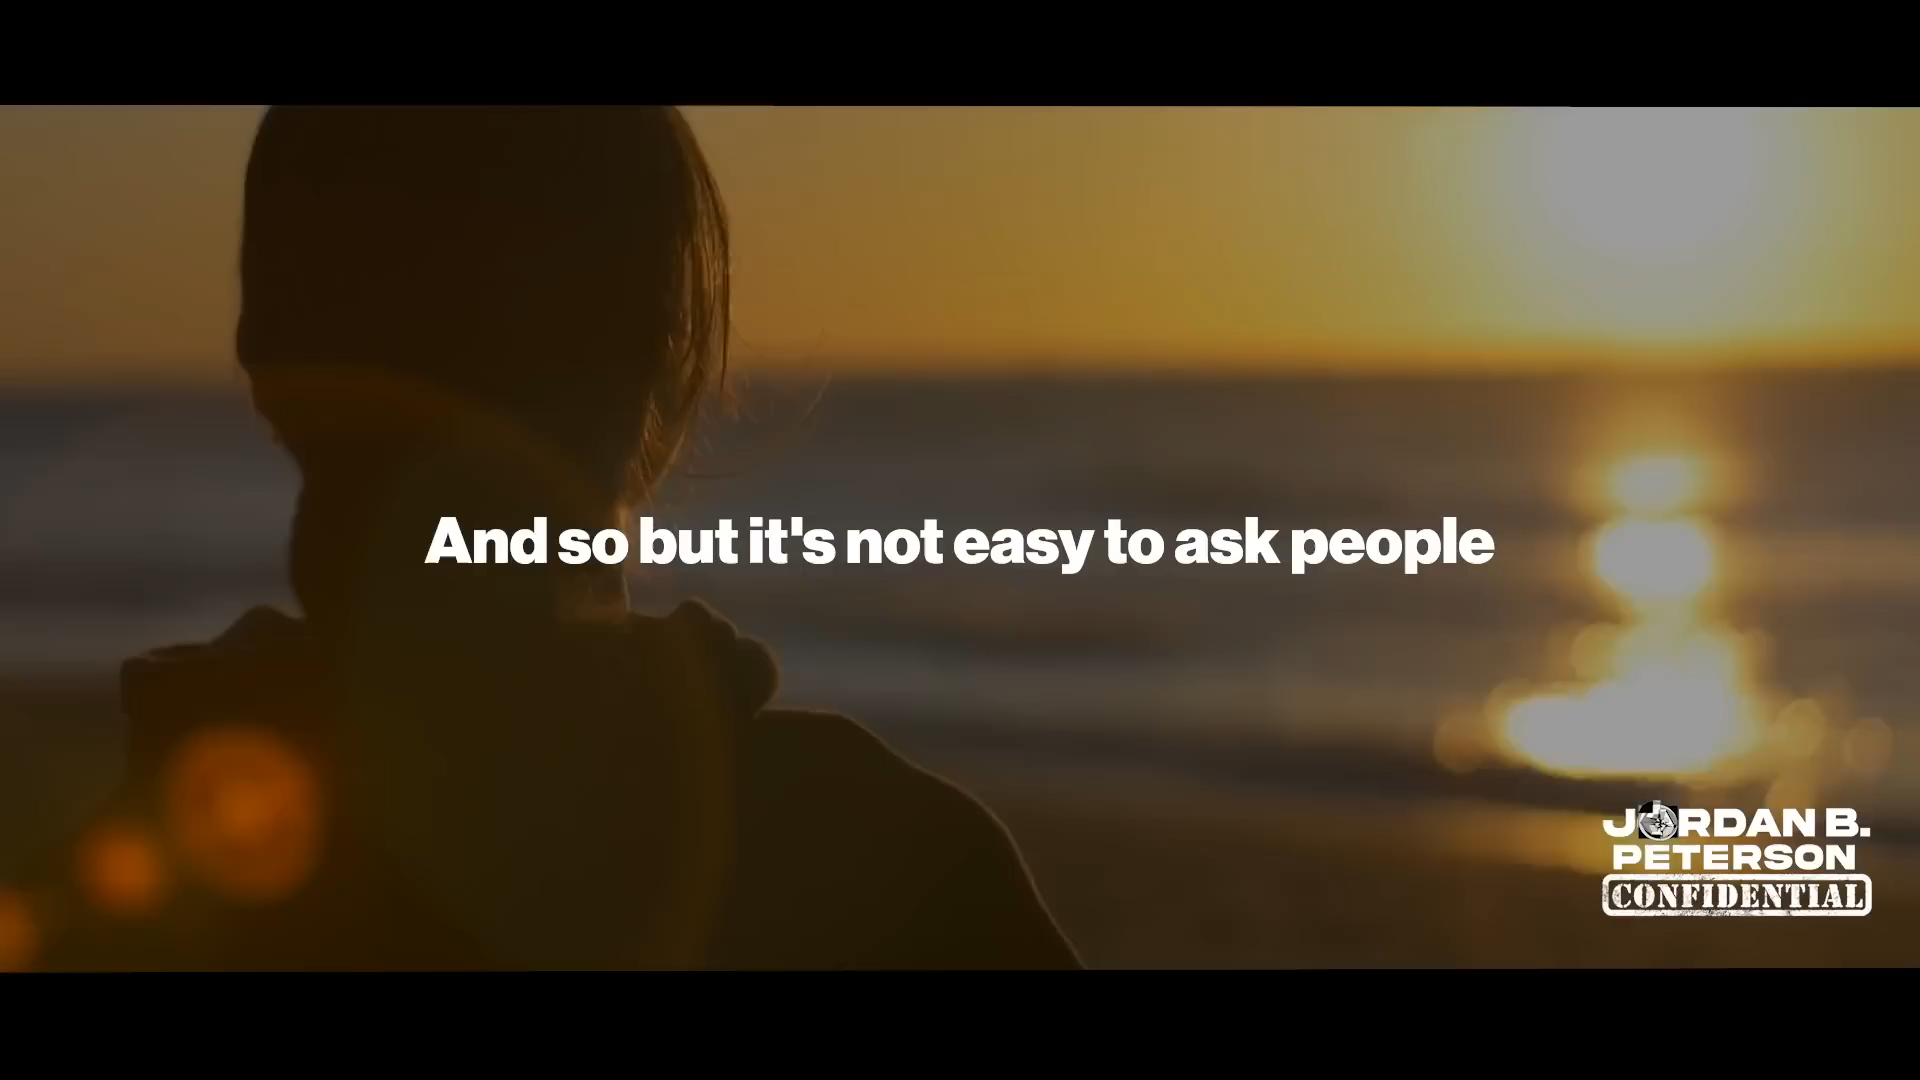 And so but it's not easy to ask people
JORDAN B.
PETERSON
CONFIDENTIAL